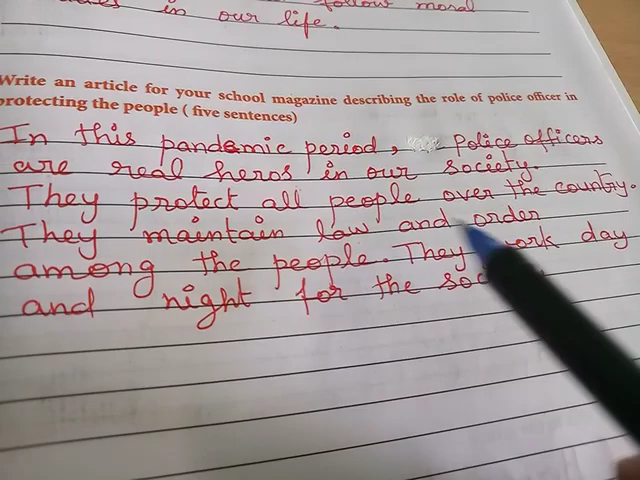 follow moral
in our life.
Write an article for your school magazine describing the role of police officer in
protecting the people ( five sentences)
In this pandemic period, Police officers
are real heros in our society.
They protect all people over the country.
They maintain law and order
among the people. They work day
and night for the